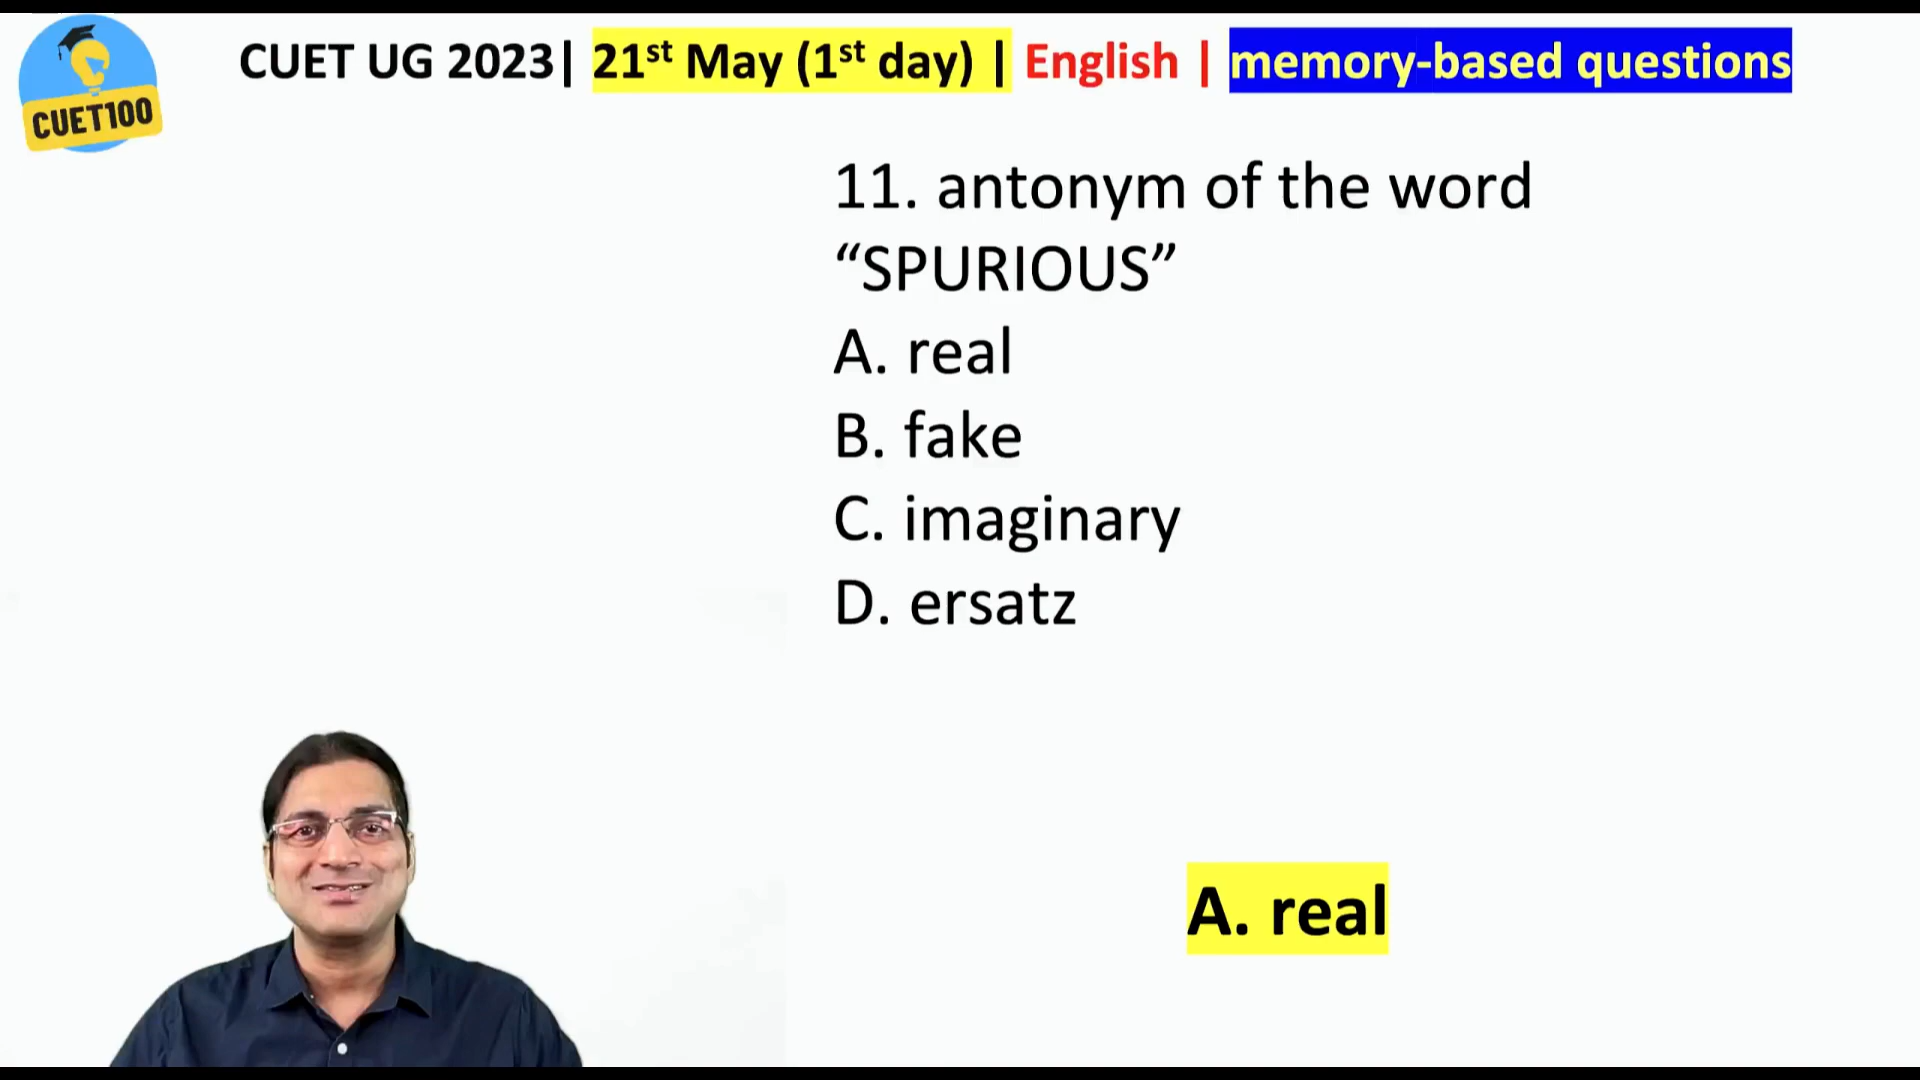 CUET100
CUET UG 2023| 21st May (1st day) | English | memory-based questions
11. antonym of the word
“SPURIOUS”
A. real
B. fake
C. imaginary
D. ersatz
A. real